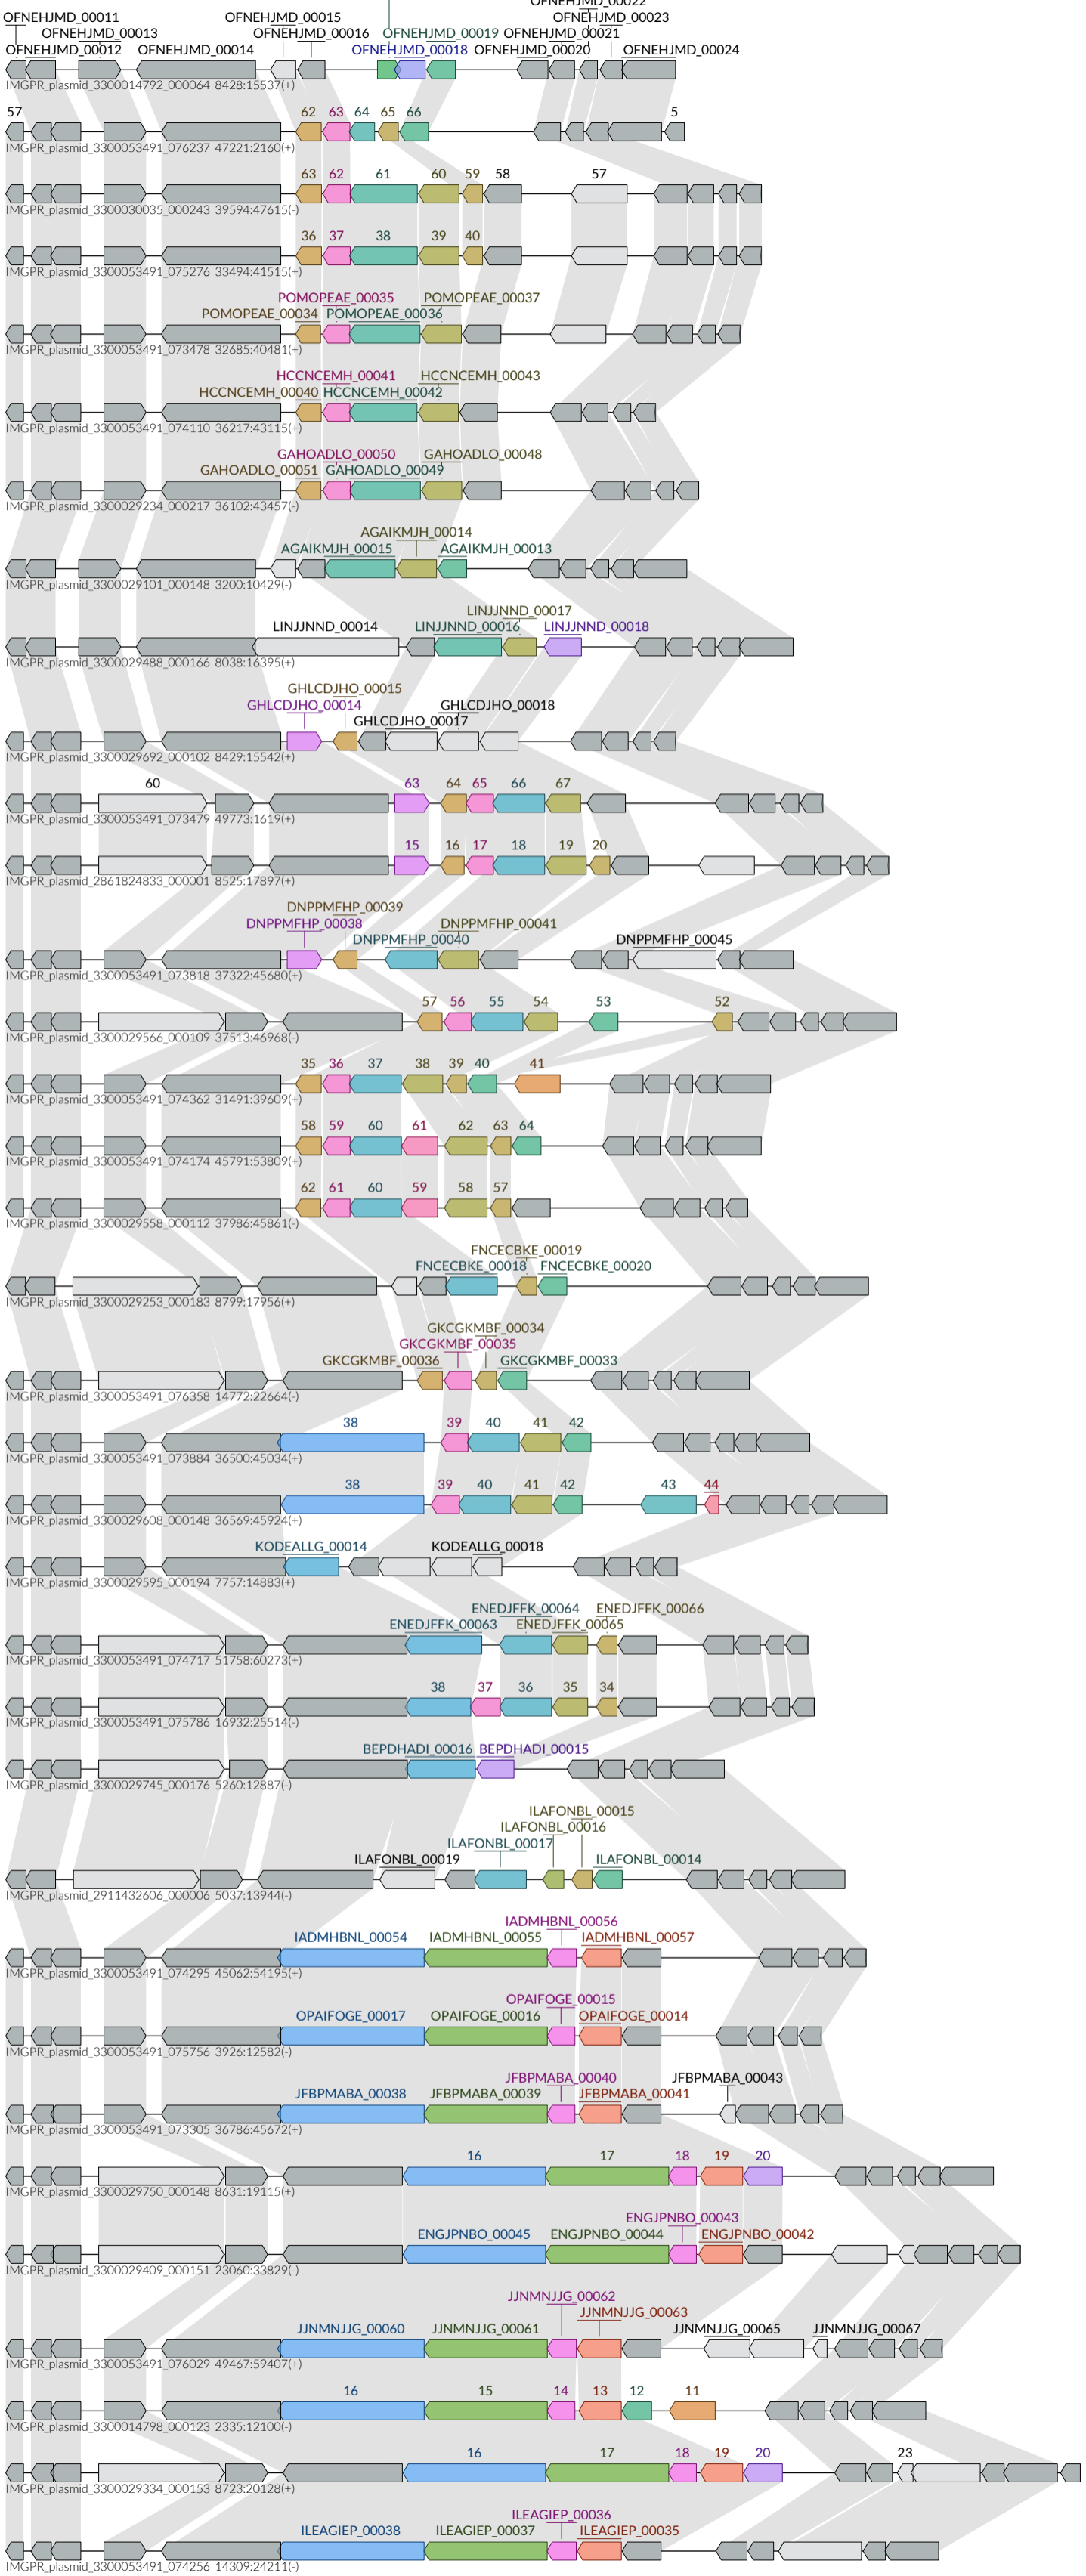 OFNEHJMD_00022
OFNEHJMD_00011 OFNEHJMD_00015 OFNEHJMD_00023
OFNEHJMD_00013 OFNEHJMD_00016 OFNEHJMD_00019 OFNEHJMD_00021
OFNEHJMD_00012 OFNEHJMD_00014 OFNEHJMD_00018 OFNEHJMD_00020 OFNEHJMD_00024
IMGPR_plasmid_3300014792_000064 8428:15537(+)
57 62 63 64 65 66 5
IMGPR_plasmid_3300053491_076237 47221:2160(+)
63 62 61 60 59 58 57
IMGPR_plasmid_3300030035_000243 39594:47615(-)
36 37 38 39 40
IMGPR_plasmid_3300053491_075276 33494:41515(+)
POMOPEAE_00035 POMOPEAE_00037
POMOPEAE_00034 POMOPEAE_00036
IMGPR_plasmid_3300053491_073478 32685:40481(+)
HCCNCEMH_00041 HCCNCEMH_00043
HCCNCEMH_00040 HCCNCEMH_00042
IMGPR_plasmid_3300053491_074110 36217:43115(+)
GAHOADLO_00050 GAHOADLO_00048
GAHOADLO_00051 GAHOADLO_00049
IMGPR_plasmid_3300029234_000217 36102:43457(-)
AGAIKMJH_00014
AGAIKMJH_00015 AGAIKMJH_00013
IMGPR_plasmid_3300029101_000148 3200:10429(-)
LINJJNND_00017
LINJJNND_00014 LINJJNND_00016 LINJJNND_00018
IMGPR_plasmid_3300029488_000166 8038:16395(+)
GHLCDJHO_00015
GHLCDJHO_00014 GHLCDJHO_00018
GHLCDJHO_00017
IMGPR_plasmid_3300029692_000102 8429:15542(+)
60 63 64 65 66 67
IMGPR_plasmid_3300053491_073479 49773:1619(+)
15 16 17 18 19 20
IMGPR_plasmid_2861824833_000001 8525:17897(+)
DNPPMFHP_00039
DNPPMFHP_00038 DNPPMFHP_00041
DNPPMFHP_00040 DNPPMFHP_00045
IMGPR_plasmid_3300053491_073818 37322:45680(+)
57 56 55 54 53 52
IMGPR_plasmid_3300029566_000109 37513:46968(-)
35 36 37 38 39 40 41
IMGPR_plasmid_3300053491_074362 31491:39609(+)
58 59 60 61 62 63 64
IMGPR_plasmid_3300053491_074174 45791:53809(+)
62 61 60 59 58 57
IMGPR_plasmid_3300029558_000112 37986:45861(-)
FNCECBKE_00019
FNCECBKE_00018 FNCECBKE_00020
IMGPR_plasmid_3300029253_000183 8799:17956(+)
GKCGKMBF_00034
GKCGKMBF_00035
GKCGKMBF_00036 GKCGKMBF_00033
IMGPR_plasmid_3300053491_076358 14772:22664(-)
38 39 40 41 42
IMGPR_plasmid_3300053491_073884 36500:45034(+)
38 39 40 41 42 43 44
IMGPR_plasmid_3300029608_000148 36569:45924(+)
KODEALLG_00014 KODEALLG_00018
IMGPR_plasmid_3300029595_000194 7757:14883(+)
ENEDJFFK_00064 ENEDJFFK_00066
ENEDJFFK_00063 ENEDJFFK_00065
IMGPR_plasmid_3300053491_074717 51758:60273(+)
38 37 36 35 34
IMGPR_plasmid_3300053491_075786 16932:25514(-)
BEPDHADI_00016 BEPDHADI_00015
IMGPR_plasmid_3300029745_000176 5260:12887(-)
ILAFONBL_00015
ILAFONBL_00016
ILAFONBL_00017
ILAFONBL_00019 ILAFONBL_00014
IMGPR_plasmid_2911432606_000006 5037:13944(-)
IADMHBNL_00056
IADMHBNL_00054 IADMHBNL_00055 IADMHBNL_00057
IMGPR_plasmid_3300053491_074295 45062:54195(+)
OPAIFOGE_00015
OPAIFOGE_00017 OPAIFOGE_00016 OPAIFOGE_00014
IMGPR_plasmid_3300053491_075756 3926:12582(-)
JFBPMABA_00040 JFBPMABA_00043
JFBPMABA_00038 JFBPMABA_00039 JFBPMABA_00041
IMGPR_plasmid_3300053491_073305 36786:45672(+)
16 17 18 19 20
IMGPR_plasmid_3300029750_000148 8631:19115(+)
ENGJPNBO_00043
ENGJPNBO_00045 ENGJPNBO_00044 ENGJPNBO_00042
IMGPR_plasmid_3300029409_000151 23060:33829(-)
JJNMNJJG_00062
JJNMNJJG_00063
JJNMNJJG_00060 JJNMNJJG_00061 JJNMNJJG_00065 JJNMNJJG_00067
IMGPR_plasmid_3300053491_076029 49467:59407(+)
16 15 14 13 12 11
IMGPR_plasmid_3300014798_000123 2335:12100(-)
16 17 18 19 20 23
IMGPR_plasmid_3300029334_000153 8723:20128(+)
ILEAGIEP_00036
ILEAGIEP_00038 ILEAGIEP_00037 ILEAGIEP_00035
IMGPR_plasmid_3300053491_074256 14309:24211(-)